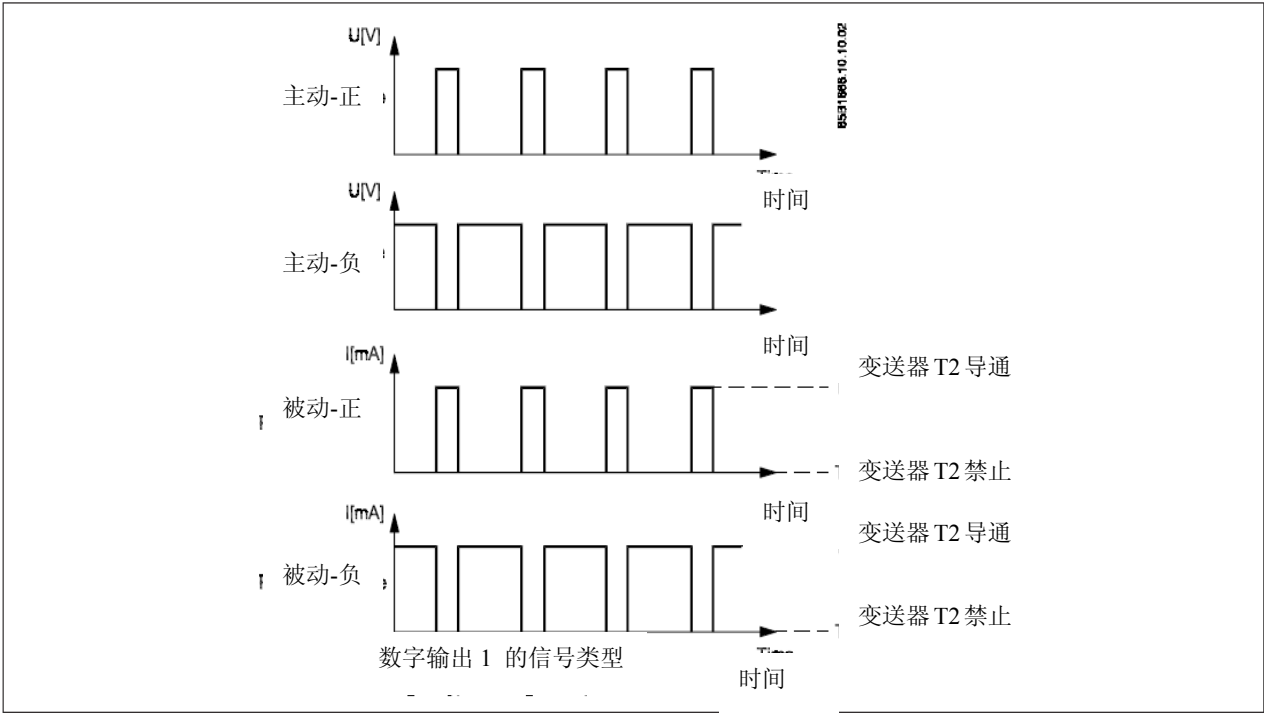 U[V]
主动-正
时间
U[V]
主动-负
时间
I[mA]
被动-正
变送器 T2 导通
变送器 T2 禁止
时间
I[mA]
被动-负
变送器 T2 导通
变送器 T2 禁止
数字输出 1 的信号类型
时间